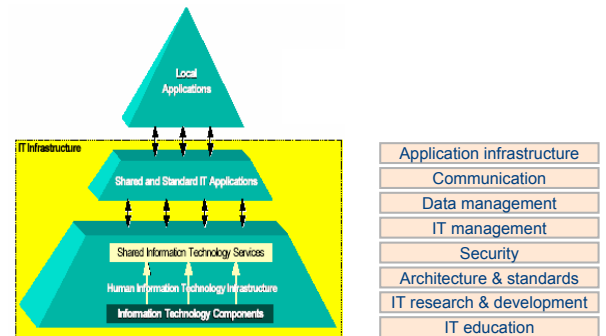 Local
Applications
IT Infrastructure
Shared and Standard IT Applications
Shared Information Technology Services
Human Information Technology Infrastructure
Information Technology Components
Application infrastructure
Communication
Data management
IT management
Security
Architecture & standards
IT research & development
IT education